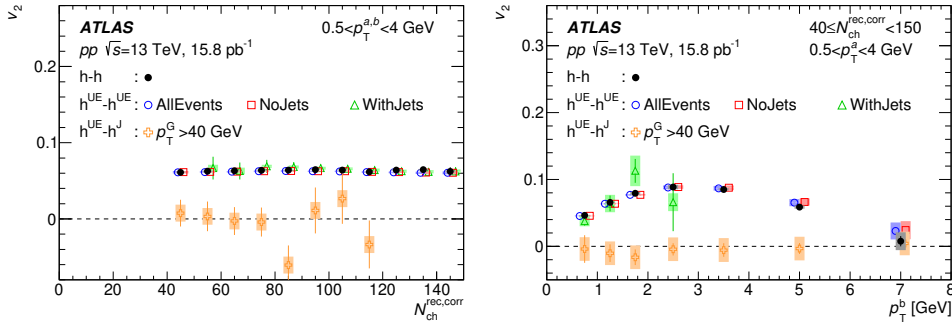 v₂
ATLAS 0.5<p_T^{a,b}<4 GeV
pp √s=13 TeV, 15.8 pb⁻¹
h-h : ●
h^{UE}-h^{UE} : ○AllEvents □NoJets △WithJets
h^{UE}-h^{J} : ✚ p_T^G >40 GeV
0.2
0.1
0
0 20 40 60 80 100 120 140
N_{ch}^{rec,corr}
v₂
ATLAS 40≤N_{ch}^{rec,corr}<150
pp √s=13 TeV, 15.8 pb⁻¹ 0.5<p_T^a<4 GeV
h-h : ●
h^{UE}-h^{UE} : ○AllEvents □NoJets △WithJets
h^{UE}-h^{J} : ✚ p_T^G >40 GeV
0.2
0.1
0
0 1 2 3 4 5 6 7 8
p_T^b [GeV]